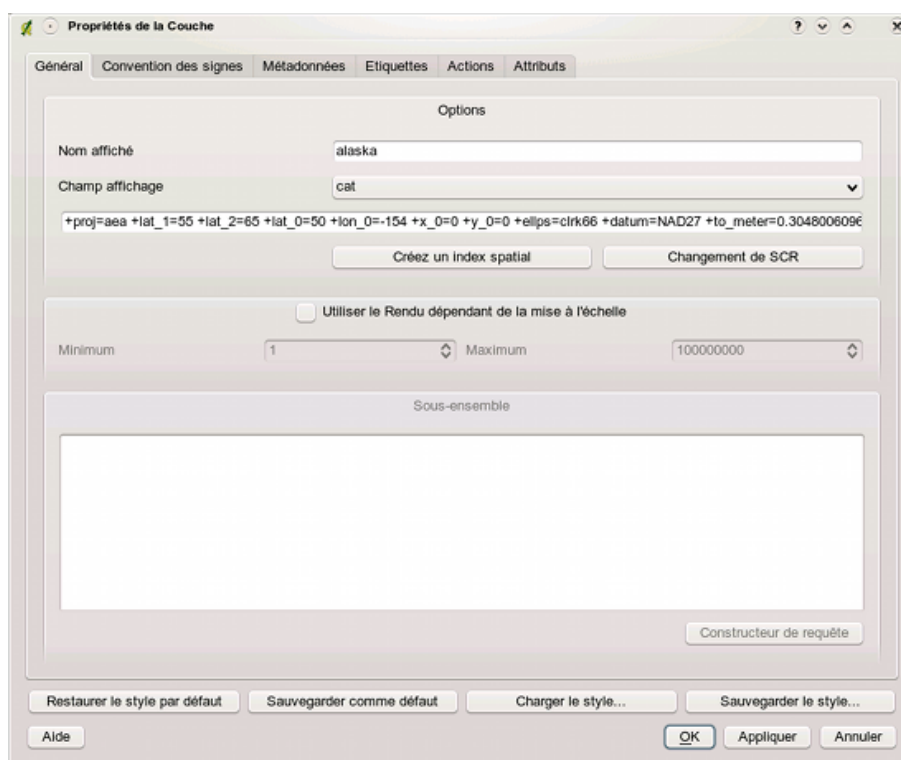 Propriétés de la Couche
Général Convention des signes Métadonnées Etiquettes Actions Attributs
Options
Nom affiché alaska
Champ affichage cat
+proj=aea +lat_1=55 +lat_2=65 +lat_0=50 +lon_0=-154 +x_0=0 +y_0=0 +ellps=clrk66 +datum=NAD27 +to_meter=0.3048006096
Créez un index spatial Changement de SCR
Utiliser le Rendu dépendant de la mise à l'échelle
Minimum 1 Maximum 100000000
Sous-ensemble
Constructeur de requête
Restaurer le style par défaut Sauvegarder comme défaut Charger le style... Sauvegarder le style...
Aide OK Appliquer Annuler